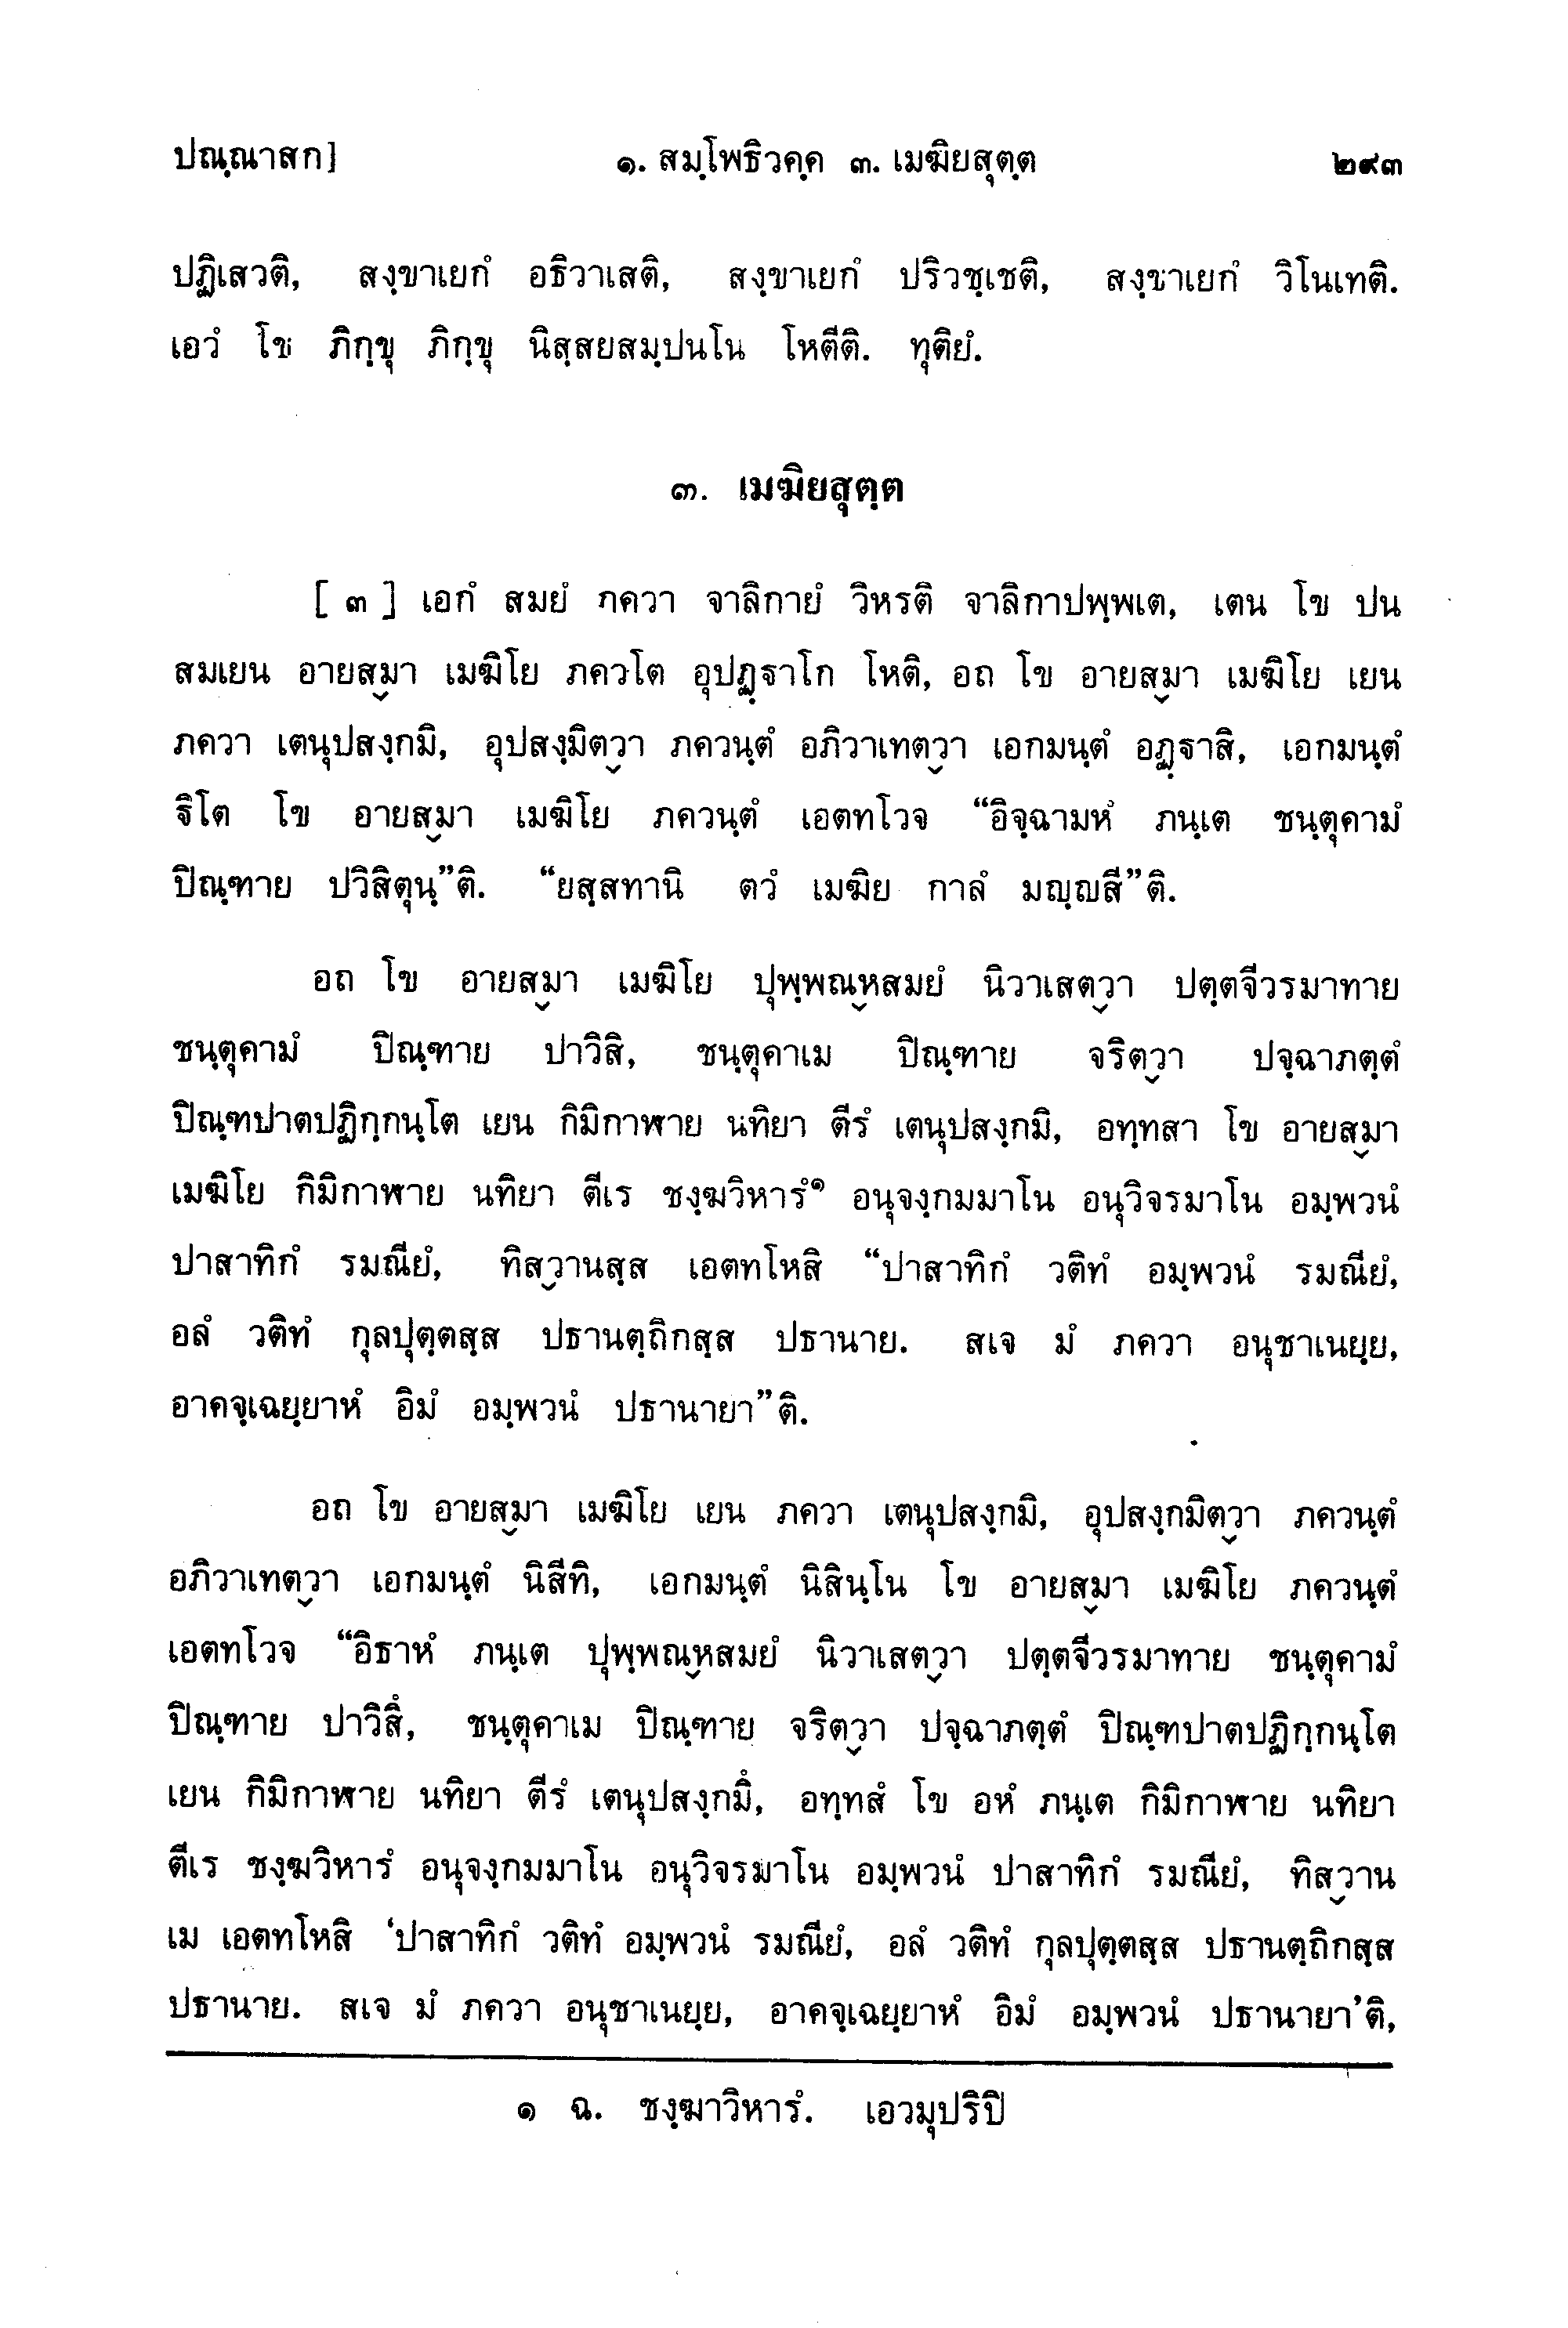 ปณฺณาสก]	๑. สมฺโพธิวคฺค ๓. เมฆิยสุตฺต	๒๙๓
ปฏิเสวติ, สงฺขาเยกํ อธิวาเสติ, สงฺขาเยกํ ปริวชฺเชติ, สงฺขาเยกํ วิโนเทติ.
เอวํ โข ภิกฺขุ ภิกฺขุ นิสฺสยสมฺปนโน โหตีติ. ทุติยํ.
๓. เมฆิยสุตฺต
[ ๓ ] เอกํ สมยํ ภควา จาลิกายํ วิหรติ จาลิกาปพฺพเต, เตน โข ปน
สมเยน อายสฺมา เมฆิโย ภควโต อุปฏฺฐาโก โหติ, อถ โข อายสฺมา เมฆิโย เยน
ภควา เตนุปสงฺกมิ, อุปสงฺมิตฺวา ภควนฺตํ อภิวาเทตฺวา เอกมนฺตํ อฏฺฐาสิ, เอกมนฺตํ
ฐิโต โข อายสฺมา เมฆิโย ภควนฺตํ เอตทโวจ “อิจฺฉามหํ ภนฺเต ชนฺตุคามํ
ปิณฺฑาย ปวิสิตุนฺ”ติ. “ยสฺสทานิ ตวํ เมฆิย กาลํ มญฺญสี”ติ.
อถ โข อายสฺมา เมฆิโย ปุพฺพณฺหสมยํ นิวาเสตฺวา ปตฺตจีวรมาทาย
ชนฺตุคามํ ปิณฺฑาย ปาวิสิ, ชนฺตุคาเม ปิณฺฑาย จริตฺวา ปจฺฉาภตฺตํ
ปิณฺฑปาตปฏิกฺกนฺโต เยน กิมิกาฬาย นทิยา ตีรํ เตนุปสงฺกมิ, อทฺทสา โข อายสฺมา
เมฆิโย กิมิกาฬาย นทิยา ตีเร ชงฺฆวิหารํ๑ อนุจงฺกมมาโน อนุวิจรมาโน อมฺพวนํ
ปาสาทิกํ รมณียํ, ทิสฺวานสฺส เอตทโหสิ “ปาสาทิกํ วติทํ อมฺพวนํ รมณียํ,
อลํ วติทํ กุลปุตฺตสฺส ปธานตฺถิกสฺส ปธานาย. สเจ มํ ภควา อนุชาเนยฺย,
อาคจฺเฉยฺยาหํ อิมํ อมฺพวนํ ปธานายา”ติ.
อถ โข อายสฺมา เมฆิโย เยน ภควา เตนุปสงฺกมิ, อุปสงฺกมิตฺวา ภควนฺตํ
อภิวาเทตฺวา เอกมนฺตํ นิสีทิ, เอกมนฺตํ นิสินฺโน โข อายสฺมา เมฆิโย ภควนฺตํ
เอตทโวจ “อิธาหํ ภนฺเต ปุพฺพณฺหสมยํ นิวาเสตฺวา ปตฺตจีวรมาทาย ชนฺตุคามํ
ปิณฺฑาย ปาวิสิํ, ชนฺตุคาเม ปิณฺฑาย จริตฺวา ปจฺฉาภตฺตํ ปิณฺฑปาตปฏิกฺกนฺโต
เยน กิมิกาฬาย นทิยา ตีรํ เตนุปสงฺกมิํ, อทฺทสํ โข อหํ ภนฺเต กิมิกาฬาย นทิยา
ตีเร ชงฺฆวิหารํ อนุจงฺกมมาโน อนุวิจรมาโน อมฺพวนํ ปาสาทิกํ รมณียํ, ทิสฺวาน
เม เอตทโหสิ ‘ปาสาทิกํ วติทํ อมฺพวนํ รมณียํ, อลํ วติทํ กุลปุตฺตสฺส ปธานตฺถิกสฺส
ปธานาย. สเจ มํ ภควา อนุชาเนยฺย, อาคจฺเฉยฺยาหํ อิมํ อมฺพวนํ ปธานายา’ติ,
๑ ฉ. ชงฺฆาวิหารํ. เอวมุปริปิ